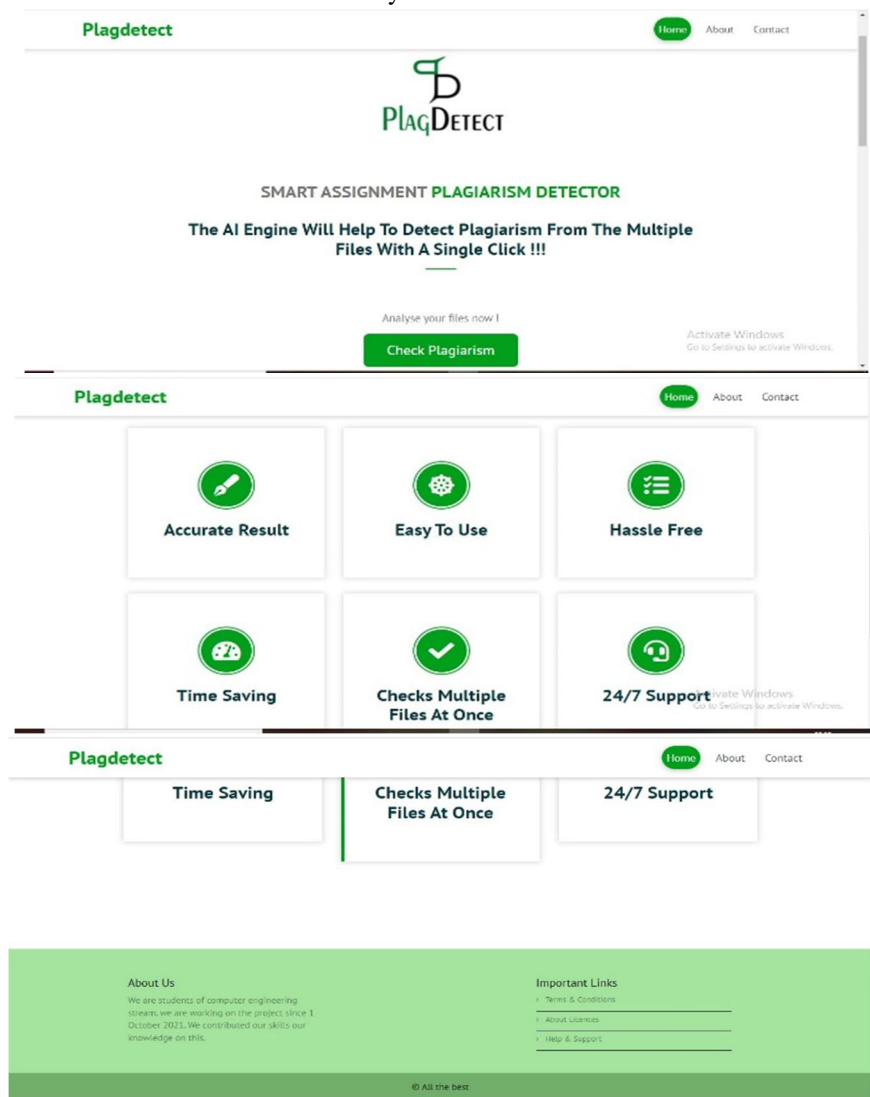 Plagdetect
Home About Contact
PLAGDETECT
SMART ASSIGNMENT PLAGIARISM DETECTOR
The AI Engine Will Help To Detect Plagiarism From The Multiple
Files With A Single Click !!!
Analyse your files now !
Check Plagiarism
Activate Windows
Go to Settings to activate Windows.
Plagdetect
Home About Contact
Accurate Result
Easy To Use
Hassle Free
Time Saving
Checks Multiple
Files At Once
24/7 Support
Activate Windows
Go to Settings to activate Windows.
Plagdetect
Home About Contact
Time Saving
Checks Multiple
Files At Once
24/7 Support
About Us
We are students of computer engineering
stream, we are working on the project since 1
October 2021. We contributed our skills our
knowledge on this.
Important Links
› Terms & Conditions
› About Licences
› Help & Support
© All the best